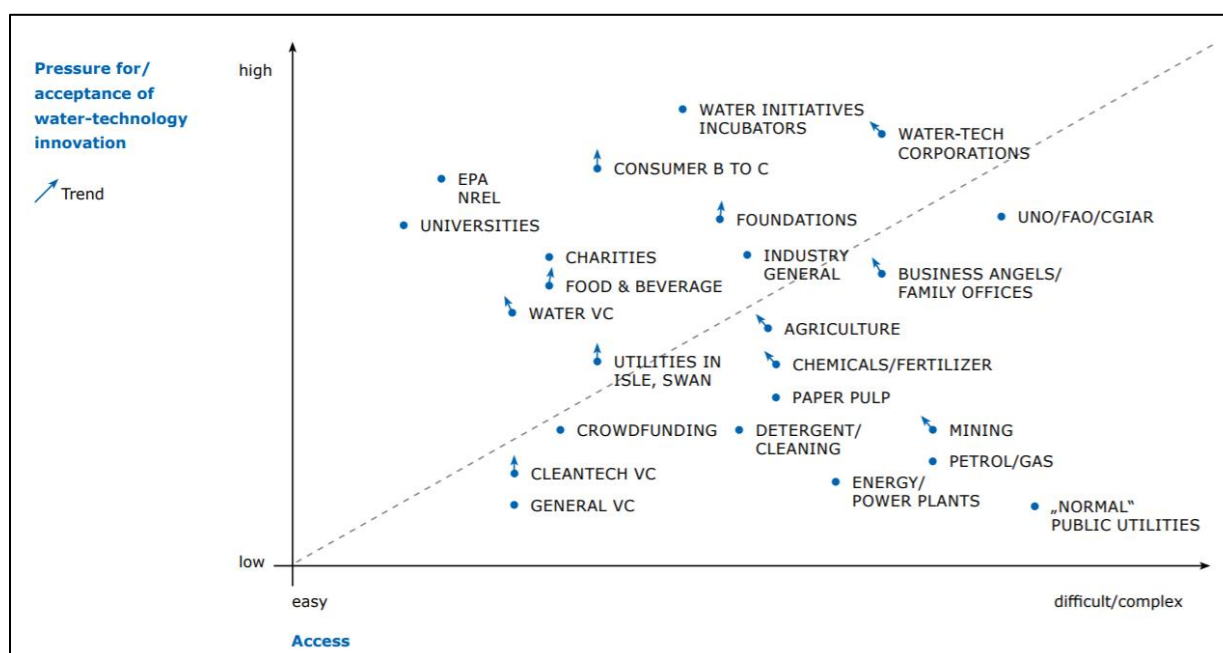 Pressure for/
acceptance of
water-technology
innovation
Trend
high
WATER INITIATIVES
INCUBATORS
WATER-TECH
CORPORATIONS
CONSUMER B TO C
EPA
NREL
UNIVERSITIES
FOUNDATIONS
UNO/FAO/CGIAR
CHARITIES
INDUSTRY
GENERAL
FOOD & BEVERAGE
BUSINESS ANGELS/
FAMILY OFFICES
WATER VC
AGRICULTURE
UTILITIES IN
ISLE, SWAN
CHEMICALS/FERTILIZER
PAPER PULP
CROWDFUNDING
DETERGENT/
CLEANING
MINING
CLEANTECH VC
PETROL/GAS
ENERGY/
POWER PLANTS
GENERAL VC
„NORMAL“
PUBLIC UTILITIES
low
easy
difficult/complex
Access